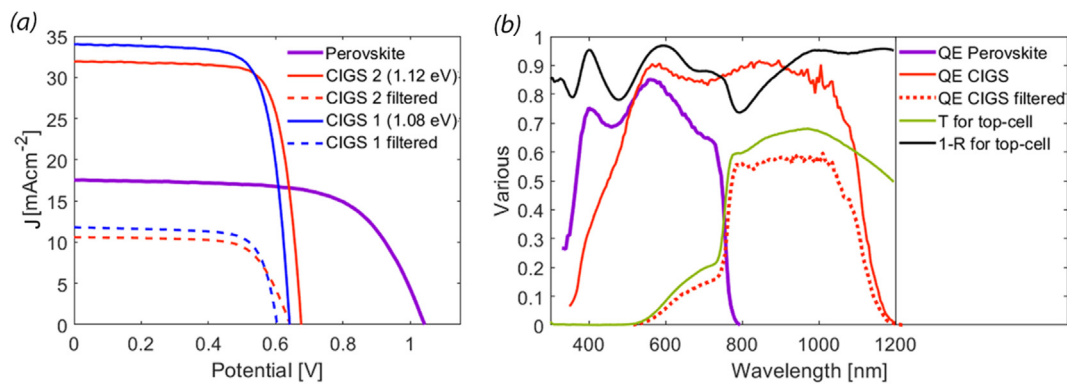 (a)
35
30
25
20
15
10
5
0
J [mAcm-2]
0
0.2
0.4
0.6
0.8
1
Potential [V]
Perovskite
CIGS 2 (1.12 eV)
CIGS 2 filtered
CIGS 1 (1.08 eV)
CIGS 1 filtered
(b)
1
0.9
0.8
0.7
0.6
0.5
0.4
0.3
0.2
0.1
0
Various
400
600
800
1000
1200
Wavelength [nm]
QE Perovskite
QE CIGS
QE CIGS filtered
T for top-cell
1-R for top-cell